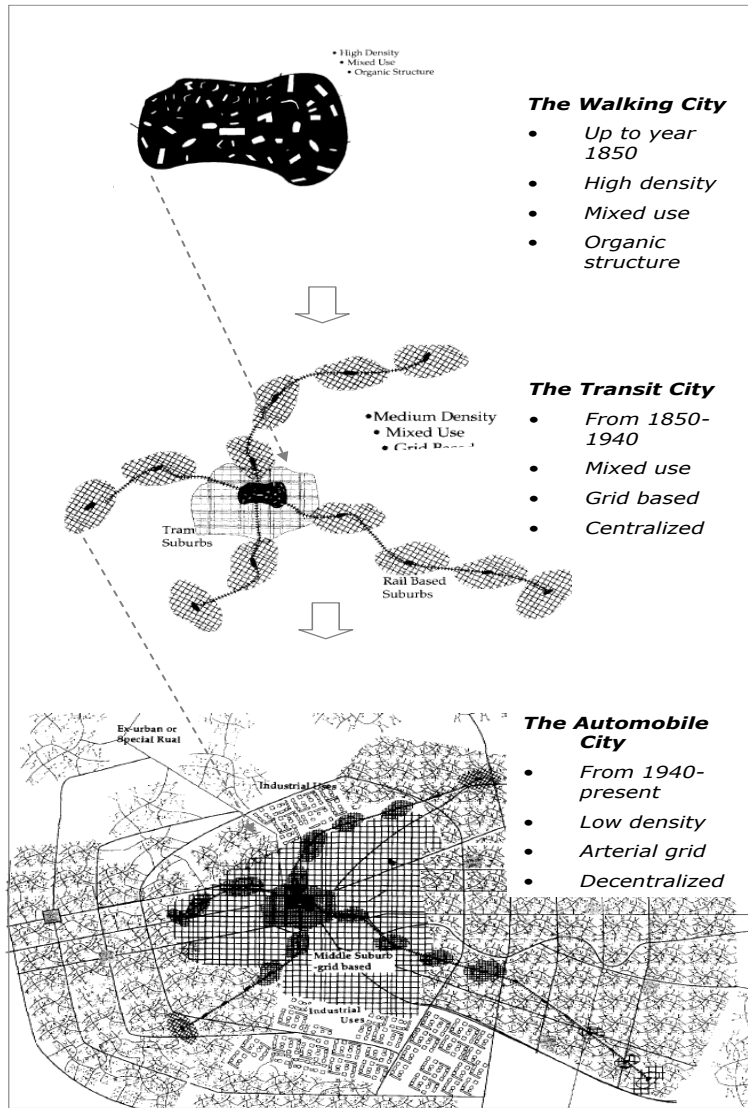 • High Density
• Mixed Use
• Organic Structure
The Walking City
• Up to year
1850
• High density
• Mixed use
• Organic
structure
•Medium Density
• Mixed Use
• Grid Based
Tram
Suburbs
Rail Based
Suburbs
The Transit City
• From 1850-
1940
• Mixed use
• Grid based
• Centralized
Ex-urban or
Special Rual
Industrial Uses
Middle Suburb
-grid based
Industrial
Uses
The Automobile
City
• From 1940-
present
• Low density
• Arterial grid
• Decentralized